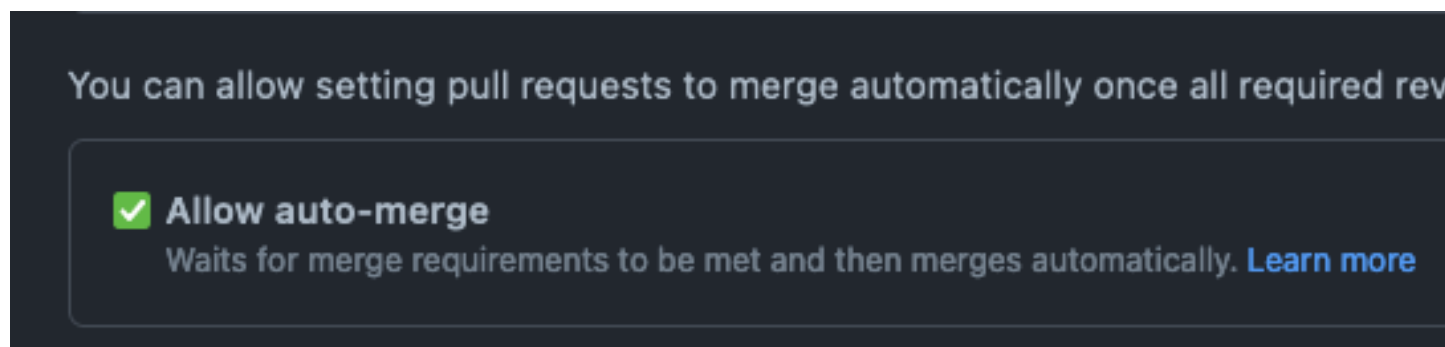 You can allow setting pull requests to merge automatically once all required
Allow auto-merge
Waits for merge requirements to be met and then merges automatically. Learn more